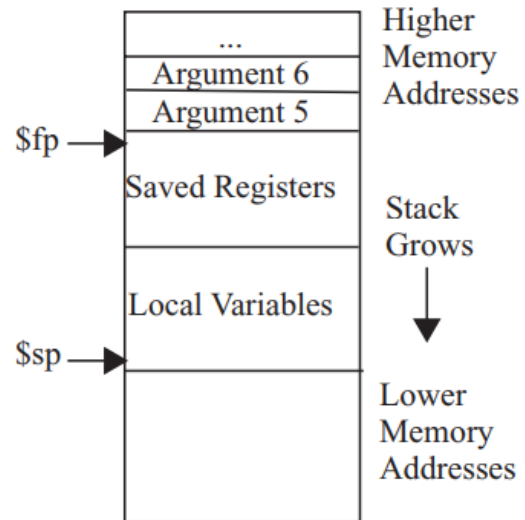 ...
Argument 6
Argument 5
$fp
Saved Registers
Local Variables
$sp
Higher
Memory
Addresses
Stack
Grows
Lower
Memory
Addresses